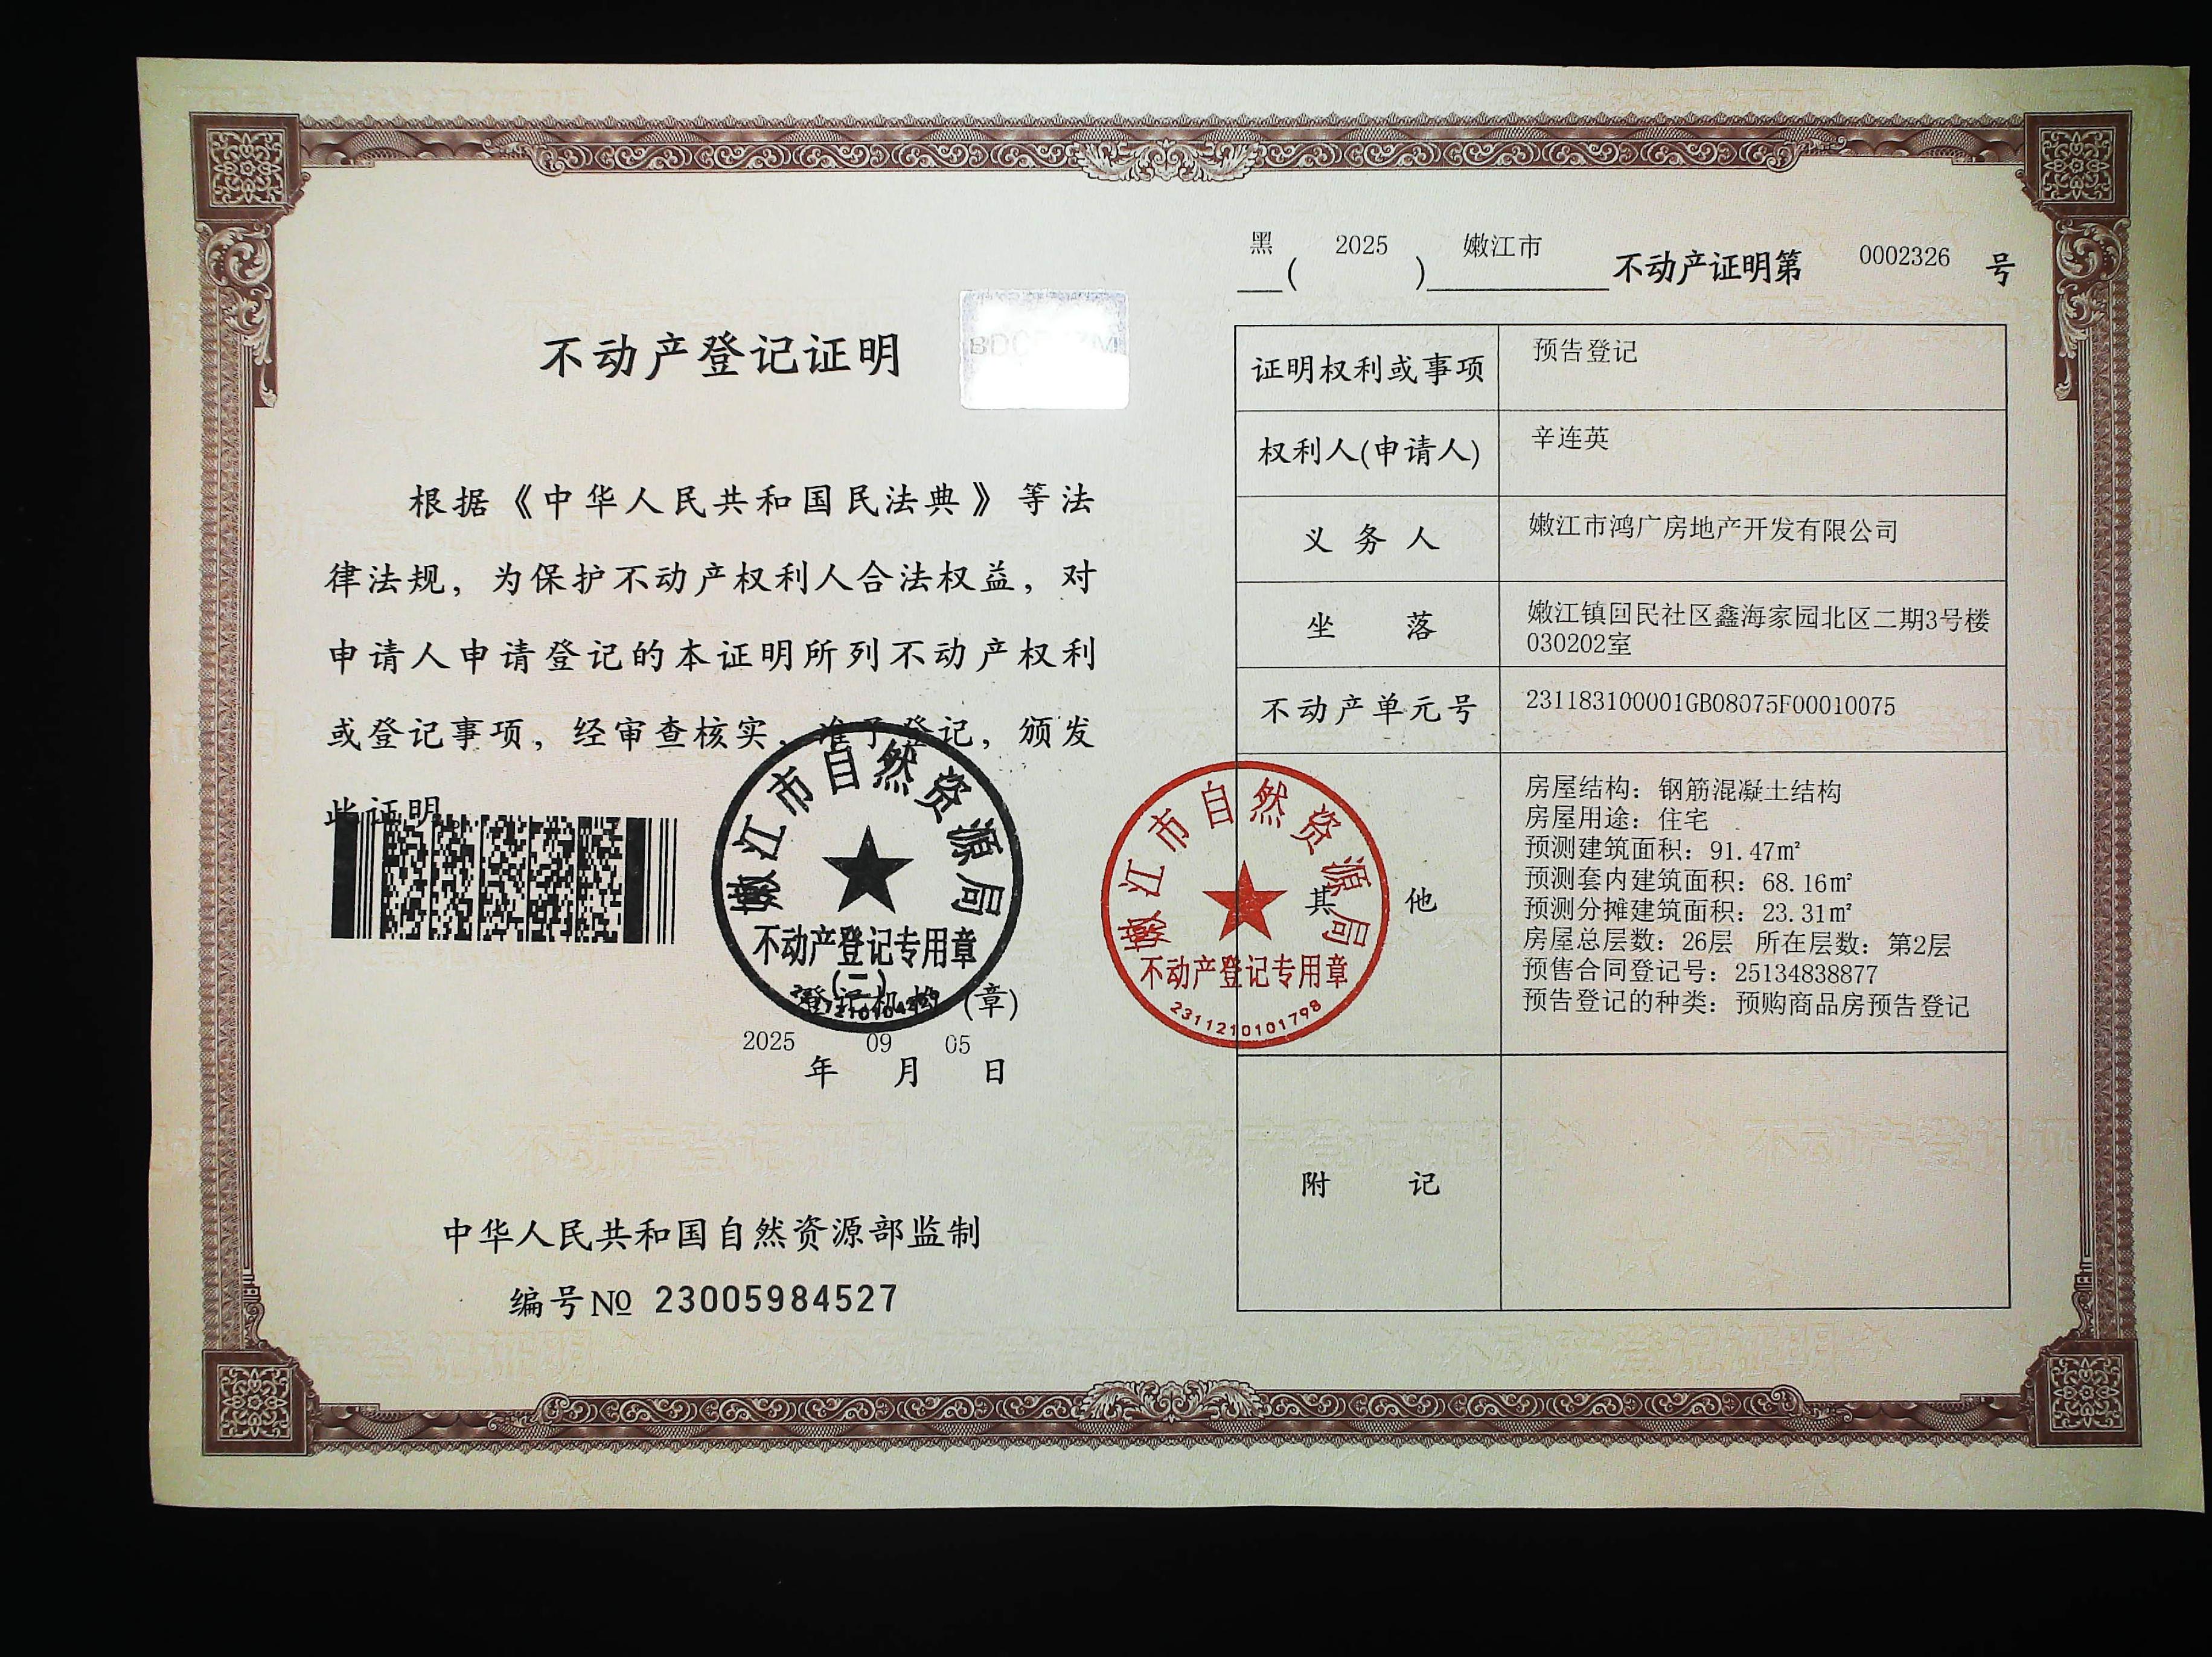 不动产登记证明
根据《中华人民共和国民法典》等法
律法规，为保护不动产权利人合法权益，对
申请人申请登记的本证明所列不动产权利
或登记事项，经审查核实，准予登记，颁发
此证明。
嫩江市自然资源局
不动产登记专用章
(二)
登记机构 (章)
2025 09 05
年 月 日
中华人民共和国自然资源部监制
编号№ 23005984527
黑 ( 2025 ) 嫩江市 不动产证明第 0002326 号
证明权利或事项 预告登记
权利人(申请人) 辛连英
义务人 嫩江市鸿广房地产开发有限公司
坐落 嫩江镇回民社区鑫海家园北区二期3号楼
030202室
不动产单元号 231183100001GB08075F00010075
其他
房屋结构：钢筋混凝土结构
房屋用途：住宅
预测建筑面积：91.47㎡
预测套内建筑面积：68.16㎡
预测分摊建筑面积：23.31㎡
房屋总层数：26层 所在层数：第2层
预售合同登记号：25134838877
预告登记的种类：预购商品房预告登记
嫩江市自然资源局
不动产登记专用章
2311210101798
附记